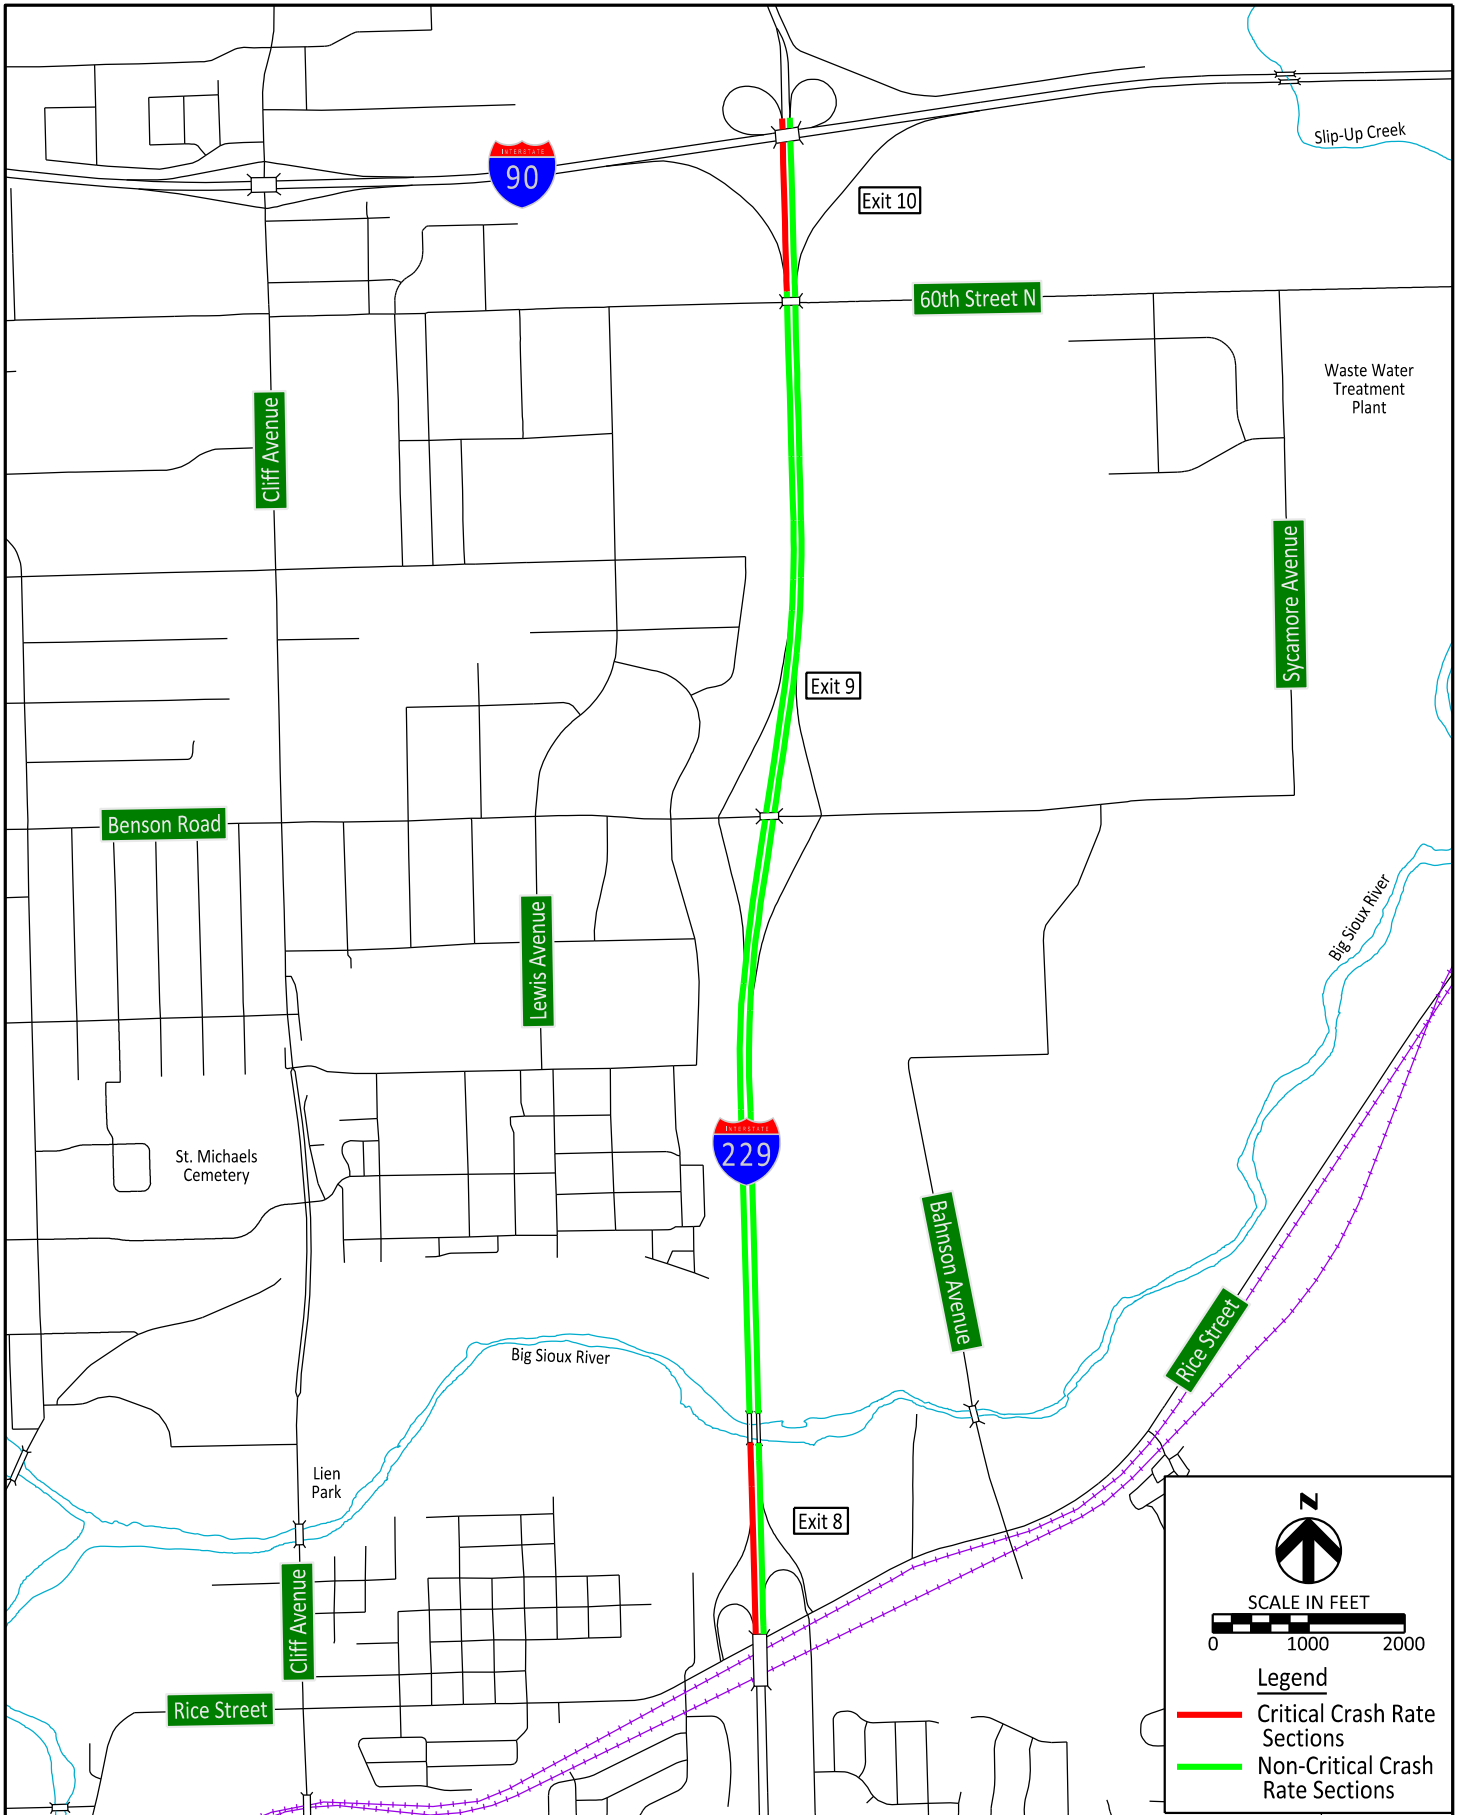 Slip-Up Creek
INTERSTATE
90
Exit 10
60th Street N
Waste Water
Treatment
Plant
Cliff Avenue
Sycamore Avenue
Exit 9
Benson Road
Big Sioux River
Lewis Avenue
INTERSTATE
229
St. Michaels
Cemetery
Bahnson Avenue
Rice Street
Big Sioux River
Lien
Park
Exit 8
Cliff Avenue
Rice Street
N
SCALE IN FEET
0 1000 2000
Legend
Critical Crash Rate
Sections
Non-Critical Crash
Rate Sections